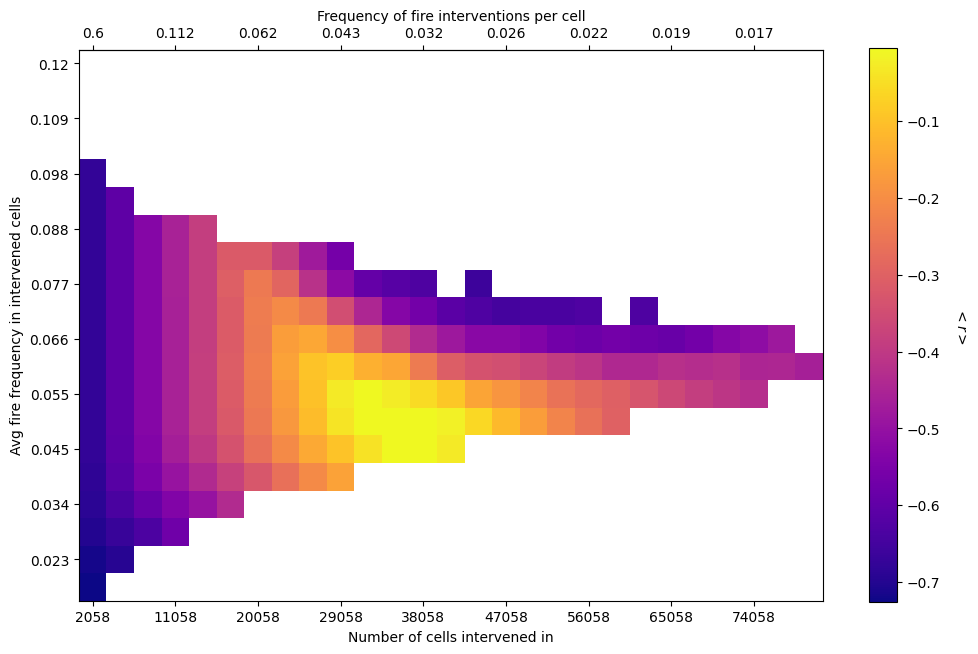 Frequency of fire interventions per cell
0.6 0.112 0.062 0.043 0.032 0.026 0.022 0.019 0.017
0.12
0.109
0.098
0.088
0.077
0.066
0.055
0.045
0.034
0.023
Avg fire frequency in intervened cells
2058 11058 20058 29058 38058 47058 56058 65058 74058
Number of cells intervened in
−0.1
−0.2
−0.3
−0.4
−0.5
−0.6
−0.7
< r >